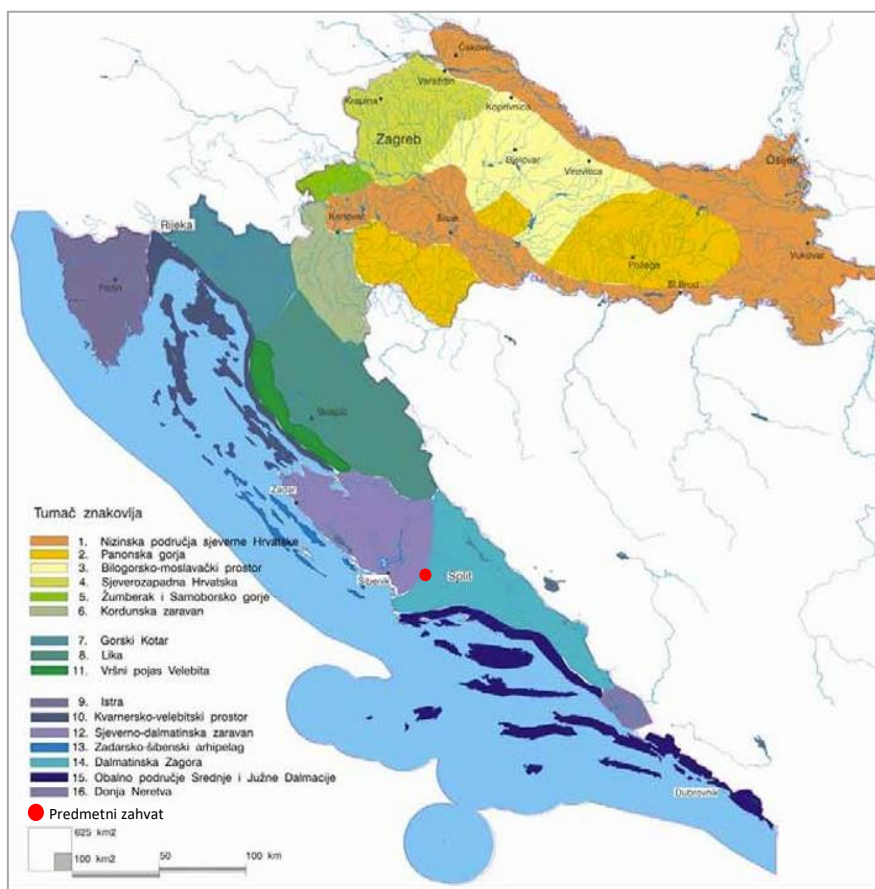 Čakovec
Varaždin
Krapina
Koprivnica
Zagreb
Bjelovar
Virovitica
Osijek
Karlovac
Sisak
Rijeka
Požega
Vukovar
Sl.Brod
Pazin
Gospić
Zadar
Šibenik
Split
Dubrovnik
Tumač znakovlja
1. Nizinska područja sjeverne Hrvatske
2. Panonska gorja
3. Bilogorsko-moslavački prostor
4. Sjeverozapadna Hrvatska
5. Žumberak i Samoborsko gorje
6. Kordunska zaravan
7. Gorski Kotar
8. Lika
11. Vršni pojas Velebita
9. Istra
10. Kvarnersko-velebitski prostor
12. Sjeverno-dalmatinska zaravan
13. Zadarsko-šibenski arhipelag
14. Dalmatinska Zagora
15. Obalno područje Srednje i Južne Dalmacije
16. Donja Neretva
Predmetni zahvat
625 km2
100 km2
50
100 km